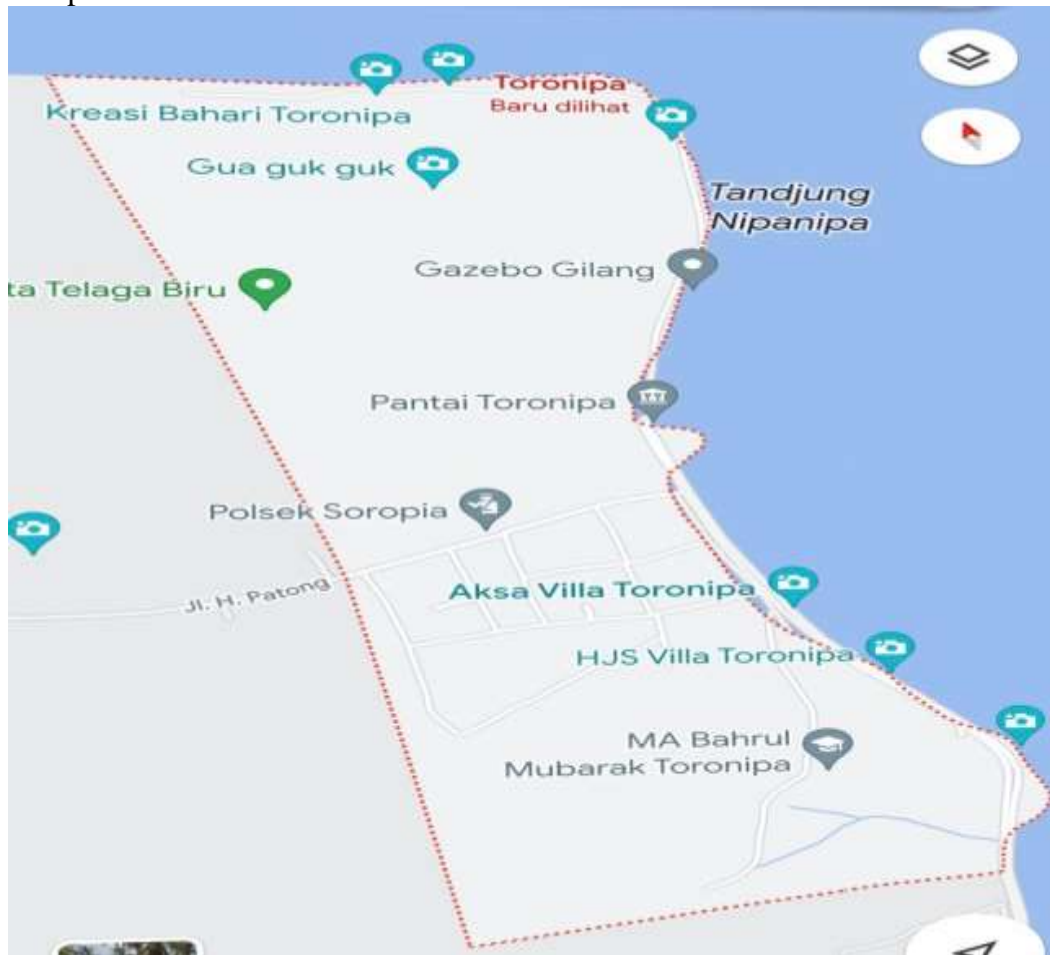 Toronipa
Baru dilihat
Kreasi Bahari Toronipa
Gua guk guk
Tandjung
Nipanipa
Gazebo Gilang
ta Telaga Biru
Pantai Toronipa
Polsek Soropia
Jl. H. Patong
Aksa Villa Toronipa
HJS Villa Toronipa
MA Bahrul
Mubarak Toronipa